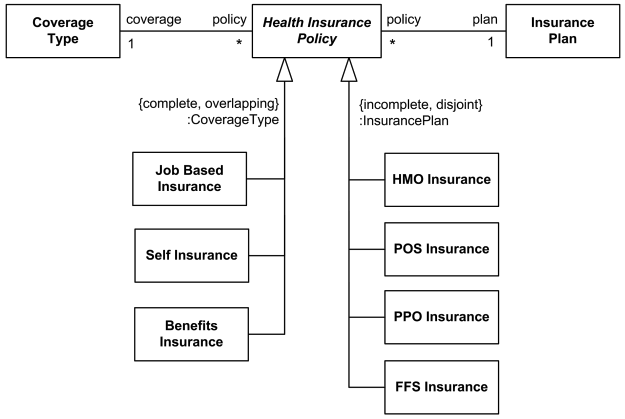 Coverage
Type
coverage
policy
1
*
Health Insurance
Policy
policy
plan
*
1
Insurance
Plan
{complete, overlapping}
:CoverageType
{incomplete, disjoint}
:InsurancePlan
Job Based
Insurance
Self Insurance
Benefits
Insurance
HMO Insurance
POS Insurance
PPO Insurance
FFS Insurance